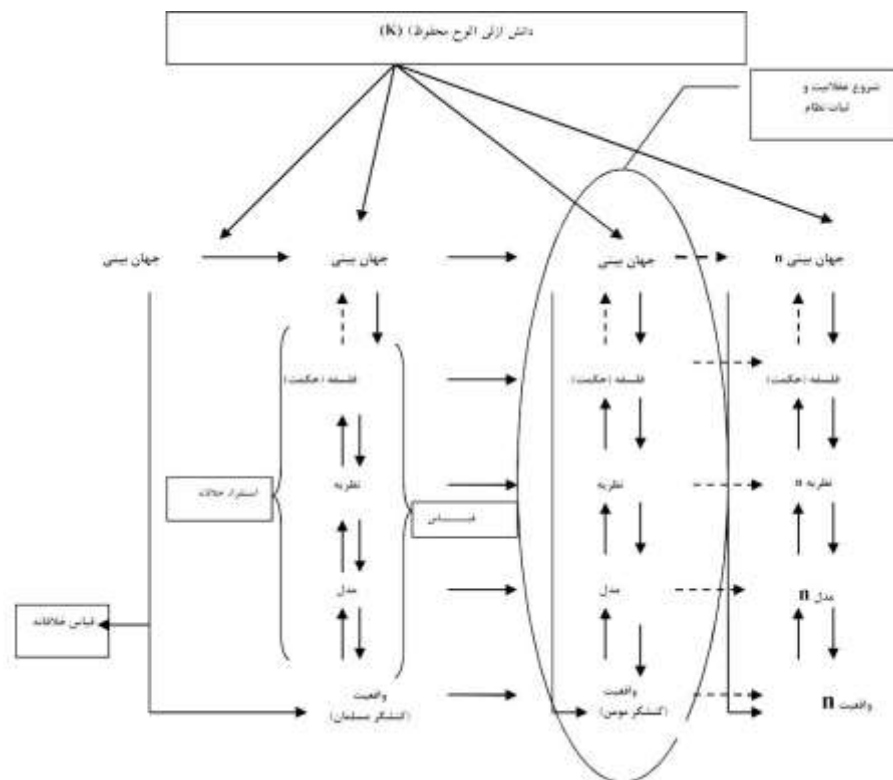 دانش ازلی (لوح محفوظ) (K)
شروع عقلانیت و
ثبات نظام
جهان بینی
جهان بینی
جهان بینی
جهان بینی n
فلسفه (حکمت)
فلسفه (حکمت)
فلسفه (حکمت)
استقراء خلاقانه
نظریه
نظریه
نظریه n
قیـــــاس
مدل
مدل
مدل n
قیاس خلاقانه
واقعیت
(کنشگر مسلمان)
واقعیت
(کنشگر مومن)
واقعیت n